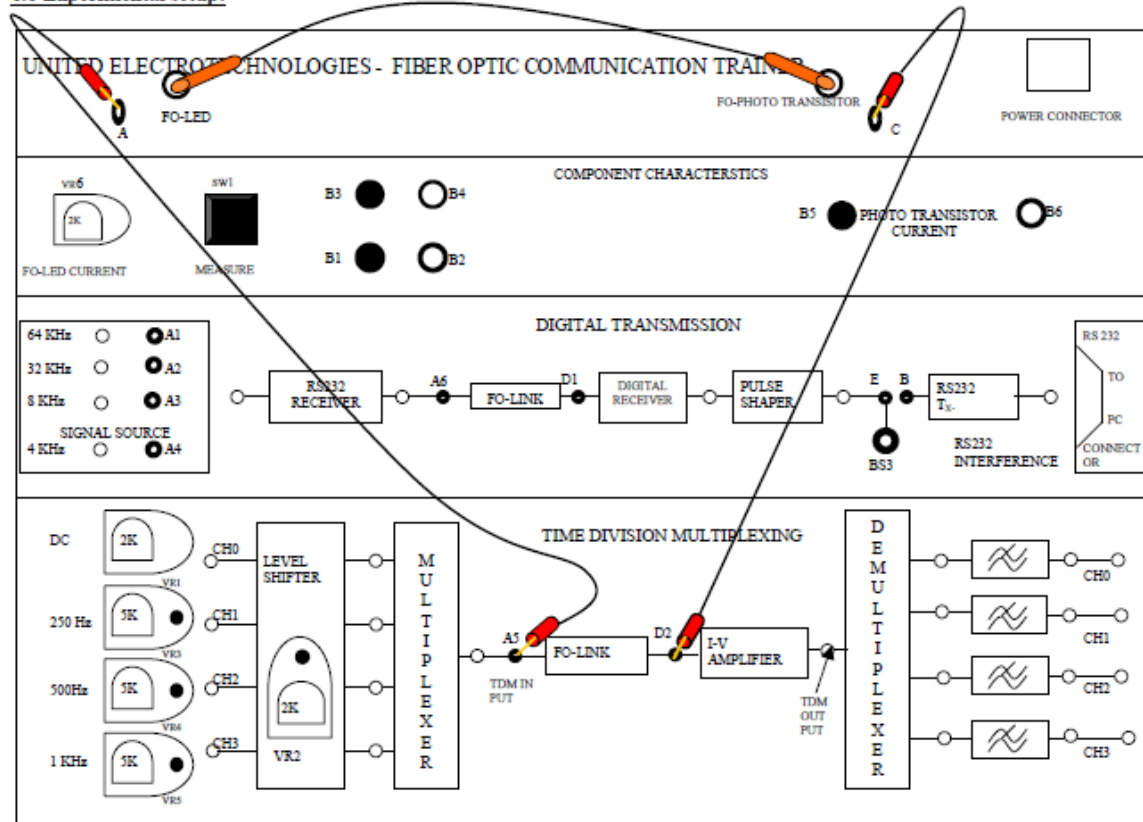 UNITED ELECTROTECHNOLOGIES - FIBER OPTIC COMMUNICATION TRAINER
A
FO-LED
FO-PHOTO TRANSISITOR
C
POWER CONNECTOR
COMPONENT CHARACTERSTICS
VR6
2K
FO-LED CURRENT
SW1
MEASURE
B3
B4
B1
B2
B5
PHOTO TRANSISTOR
CURRENT
B6
DIGITAL TRANSMISSION
64 KHz
A1
32 KHz
A2
8 KHz
A3
SIGNAL SOURCE
4 KHz
A4
RS232
RECEIVER
A6
FO-LINK
D1
DIGITAL
RECEIVER
PULSE
SHAPER
E
B
BS3
RS232
TX-
RS232
INTERFERENCE
RS 232
TO
PC
CONNECT
OR
TIME DIVISION MULTIPLEXING
DC
2K
VR1
250 Hz
5K
VR3
500Hz
5K
VR4
1 KHz
5K
VR5
CH0
CH1
CH2
CH3
LEVEL
SHIFTER
2K
VR2
MULTIPLEXER
A5
TDM IN
PUT
FO-LINK
D2
I-V
AMPLIFIER
TDM
OUT
PUT
DEMULTIPLEXER
CH0
CH1
CH2
CH3